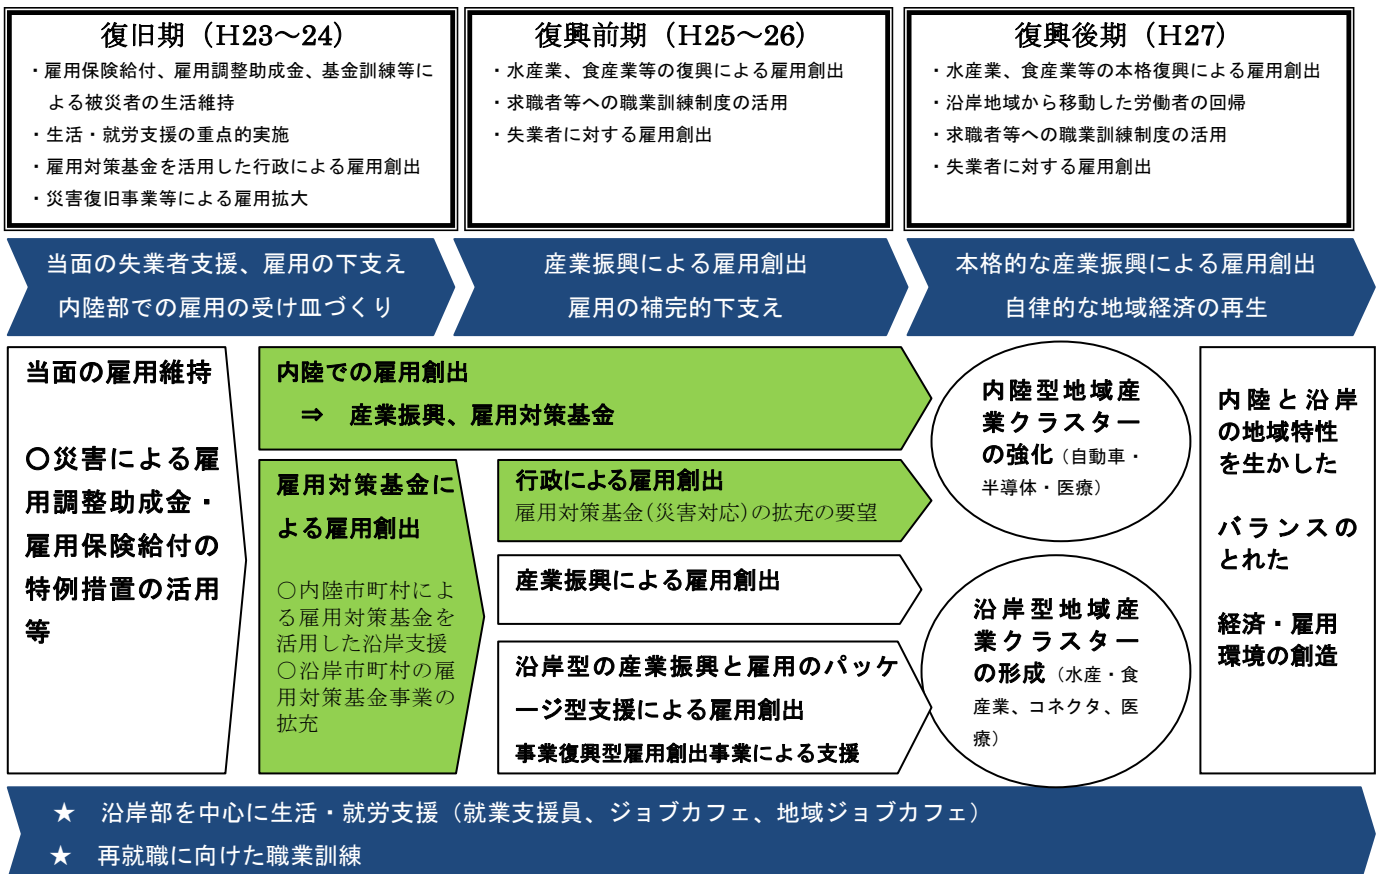 復旧期（H23～24）
・雇用保険給付、雇用調整助成金、基金訓練等に
よる被災者の生活維持
・生活・就労支援の重点的実施
・雇用対策基金を活用した行政による雇用創出
・災害復旧事業等による雇用拡大
復興前期（H25～26）
・水産業、食産業等の復興による雇用創出
・求職者等への職業訓練制度の活用
・失業者に対する雇用創出
復興後期（H27）
・水産業、食産業等の本格復興による雇用創出
・沿岸地域から移動した労働者の回帰
・求職者等への職業訓練制度の活用
・失業者に対する雇用創出
当面の失業者支援、雇用の下支え
内陸部での雇用の受け皿づくり
産業振興による雇用創出
雇用の補完的下支え
本格的な産業振興による雇用創出
自律的な地域経済の再生
当面の雇用維持
○災害による雇
用調整助成金・
雇用保険給付の
特例措置の活用
等
内陸での雇用創出
⇒ 産業振興、雇用対策基金
雇用対策基金に
よる雇用創出
○内陸市町村によ
る雇用対策基金を
活用した沿岸支援
○沿岸市町村の雇
用対策基金事業の
拡充
行政による雇用創出
雇用対策基金(災害対応)の拡充の要望
産業振興による雇用創出
沿岸型の産業振興と雇用のパッケ
ージ型支援による雇用創出
事業復興型雇用創出事業による支援
内陸型地域産
業クラスター
の強化（自動車・
半導体・医療）
沿岸型地域産
業クラスター
の形成（水産・食
産業、コネクタ、医
療）
内陸と沿岸
の地域特性
を生かした
バランスの
とれた
経済・雇用
環境の創造
★ 沿岸部を中心に生活・就労支援（就業支援員、ジョブカフェ、地域ジョブカフェ）
★ 再就職に向けた職業訓練